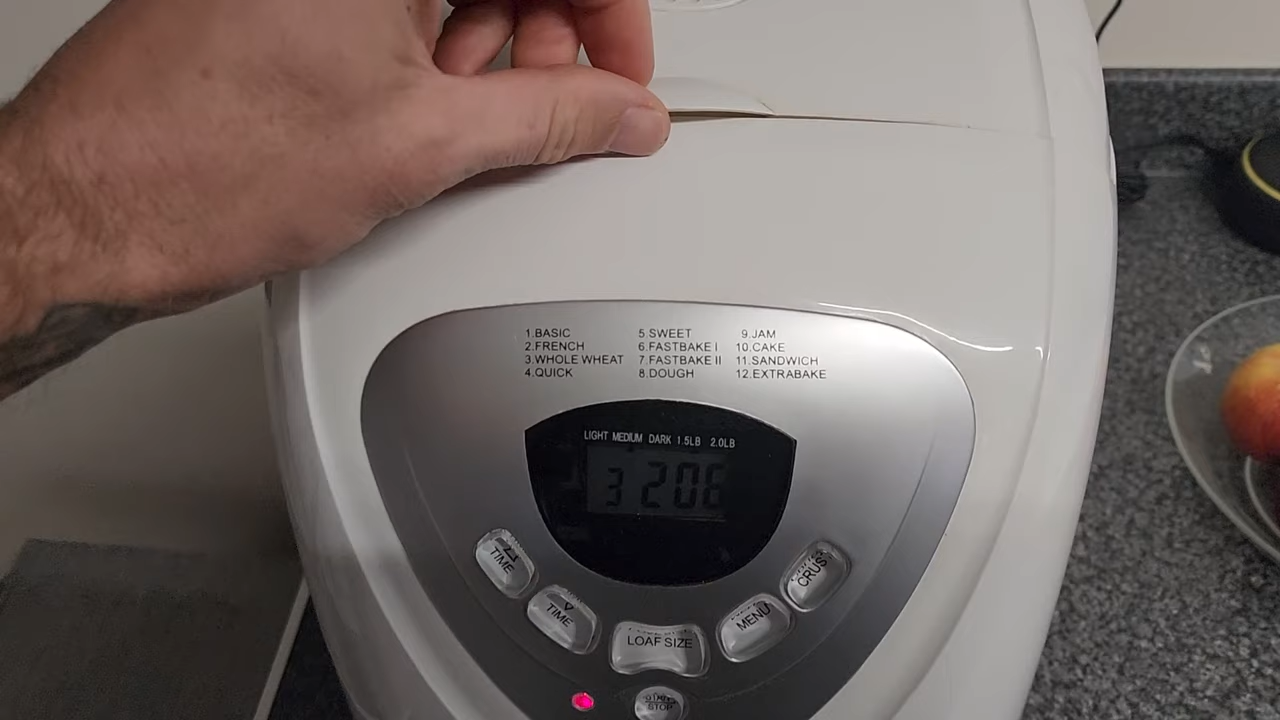 1.BASIC 5.SWEET 9.JAM
2.FRENCH 6.FASTBAKE I 10.CAKE
3.WHOLE WHEAT 7.FASTBAKE II 11.SANDWICH
4.QUICK 8.DOUGH 12.EXTRABAKE
LIGHT MEDIUM DARK 1.5LB 2.0LB
3 206
TIME
TIME
LOAF SIZE
MENU
STOP